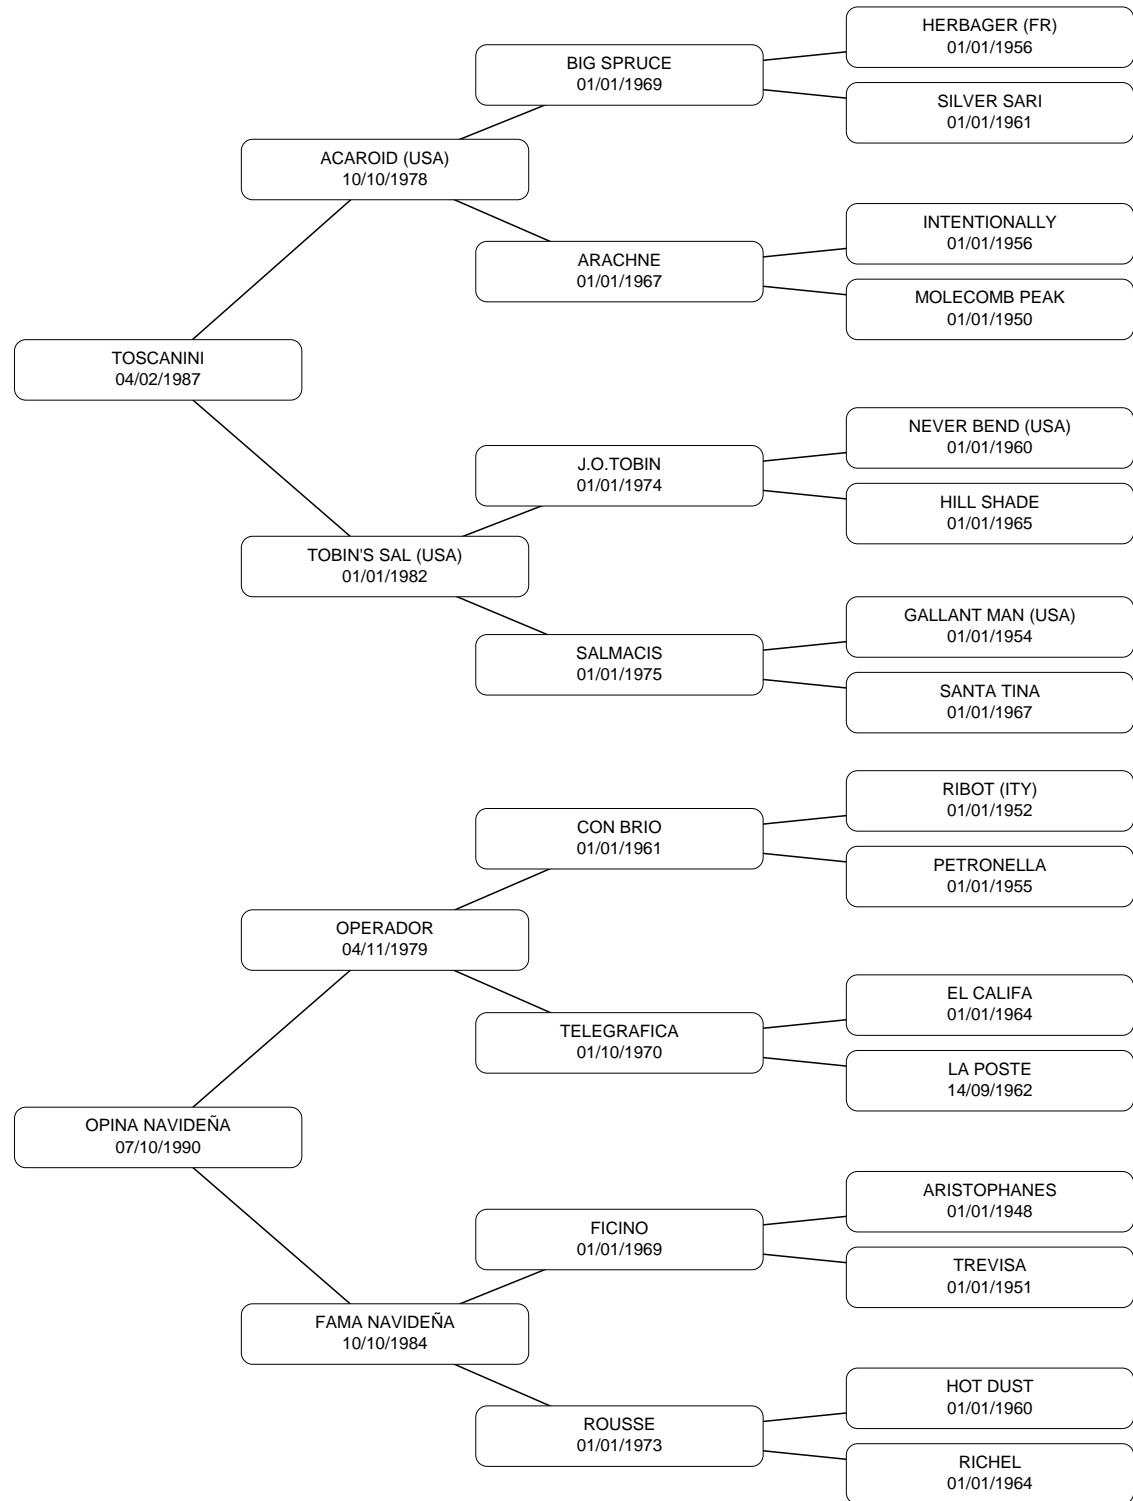 HERBAGER (FR)
01/01/1956
BIG SPRUCE
01/01/1969
SILVER SARI
01/01/1961
ACAROID (USA)
10/10/1978
INTENTIONALLY
01/01/1956
ARACHNE
01/01/1967
MOLECOMB PEAK
01/01/1950
TOSCANINI
04/02/1987
NEVER BEND (USA)
01/01/1960
J.O.TOBIN
01/01/1974
HILL SHADE
01/01/1965
TOBIN'S SAL (USA)
01/01/1982
GALLANT MAN (USA)
01/01/1954
SALMACIS
01/01/1975
SANTA TINA
01/01/1967
RIBOT (ITY)
01/01/1952
CON BRIO
01/01/1961
PETRONELLA
01/01/1955
OPERADOR
04/11/1979
EL CALIFA
01/01/1964
TELEGRAFICA
01/10/1970
LA POSTE
14/09/1962
OPINA NAVIDEÑA
07/10/1990
ARISTOPHANES
01/01/1948
FICINO
01/01/1969
TREVISA
01/01/1951
FAMA NAVIDEÑA
10/10/1984
HOT DUST
01/01/1960
ROUSSE
01/01/1973
RICHEL
01/01/1964